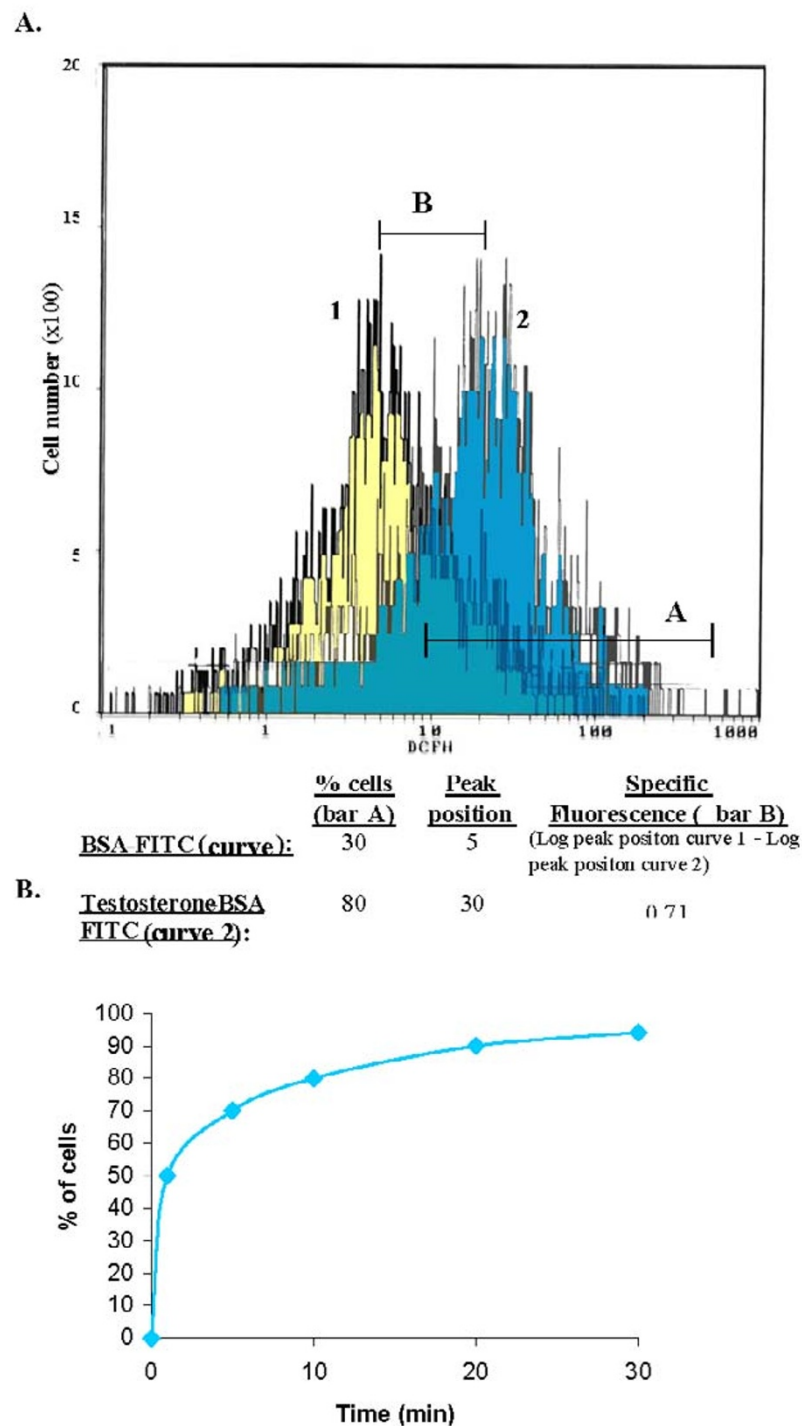 A.
20
15
10
5
0
Cell number (x100)
B
1
2
A
.1 1 10 100 1000
DCFH
% cells Peak Specific
(bar A) position Fluorescence ( bar B)
BSA-FITC (curve): 30 5 (Log peak positon curve 1 - Log
peak positon curve 2)
B.
TestosteroneBSA 80 30 0.71
FITC (curve 2):
100
90
80
70
60
50
40
30
20
10
0
% of cells
0 10 20 30
Time (min)